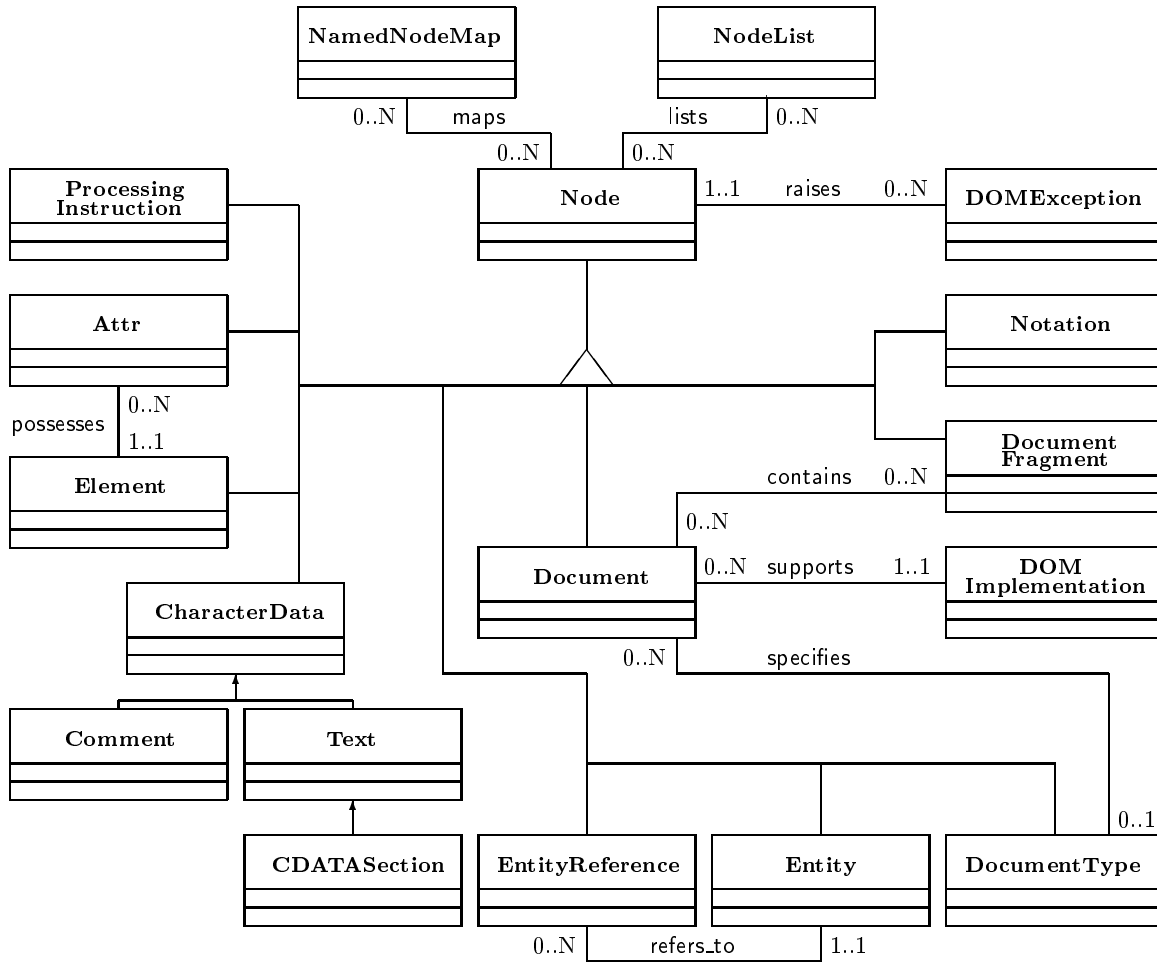 NamedNodeMap
NodeList
0..N
maps
lists
0..N
0..N
0..N
Processing
Instruction
Node
1..1
raises
0..N
DOMException
Attr
Notation
0..N
possesses
1..1
Document
Fragment
contains
0..N
Element
0..N
Document
0..N
supports
1..1
DOM
Implementation
CharacterData
0..N
specifies
Comment
Text
0..1
CDATASection
EntityReference
Entity
DocumentType
0..N
refers_to
1..1